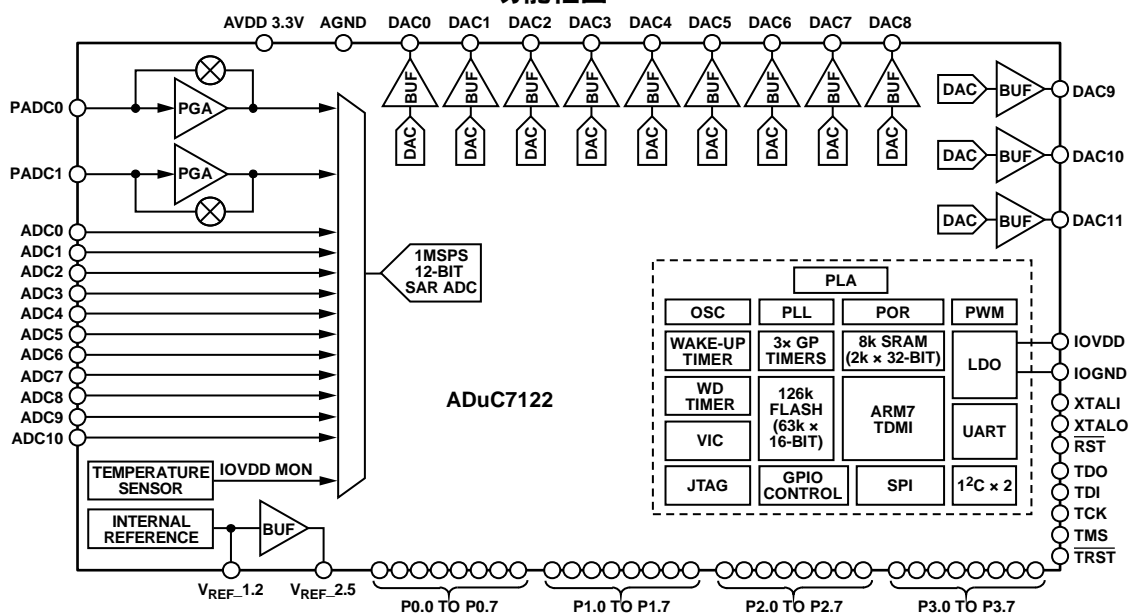 AVDD 3.3V AGND DAC0 DAC1 DAC2 DAC3 DAC4 DAC5 DAC6 DAC7 DAC8
BUF BUF BUF BUF BUF BUF BUF BUF BUF
DAC DAC DAC DAC DAC DAC DAC DAC DAC
PADC0
PGA
PADC1
PGA
DAC BUF DAC9
DAC BUF DAC10
DAC BUF DAC11
ADC0
ADC1
ADC2
ADC3
ADC4
ADC5
ADC6
ADC7
ADC8
ADC9
ADC10
1MSPS
12-BIT
SAR ADC
ADuC7122
TEMPERATURE
SENSOR
IOVDD MON
INTERNAL
REFERENCE
BUF
PLA
OSC PLL POR PWM
WAKE-UP
TIMER
3× GP
TIMERS
8k SRAM
(2k × 32-BIT)
LDO
WD
TIMER
126k
FLASH
(63k ×
16-BIT)
ARM7
TDMI
UART
VIC
JTAG
GPIO
CONTROL
SPI
1²C × 2
IOVDD
IOGND
XTALI
XTALO
RST
TDO
TDI
TCK
TMS
TRST
VREF_1.2 VREF_2.5 P0.0 TO P0.7 P1.0 TO P1.7 P2.0 TO P2.7 P3.0 TO P3.7